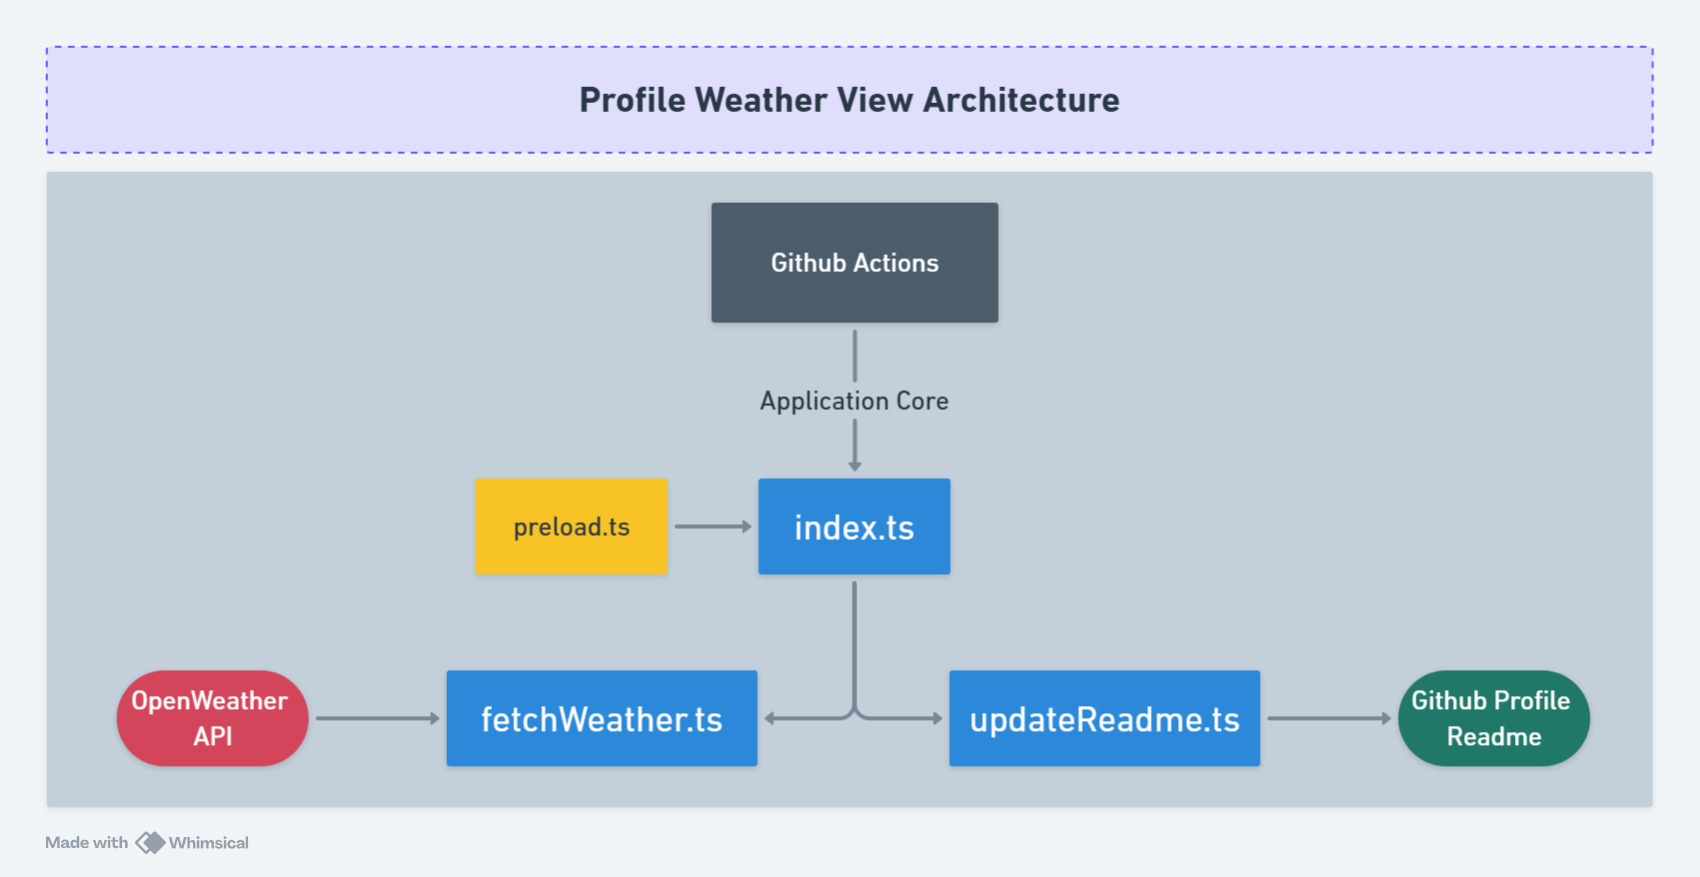 Profile Weather View Architecture
Github Actions
Application Core
preload.ts
index.ts
OpenWeather
API
fetchWeather.ts
updateReadme.ts
Github Profile
Readme
Made with Whimsical